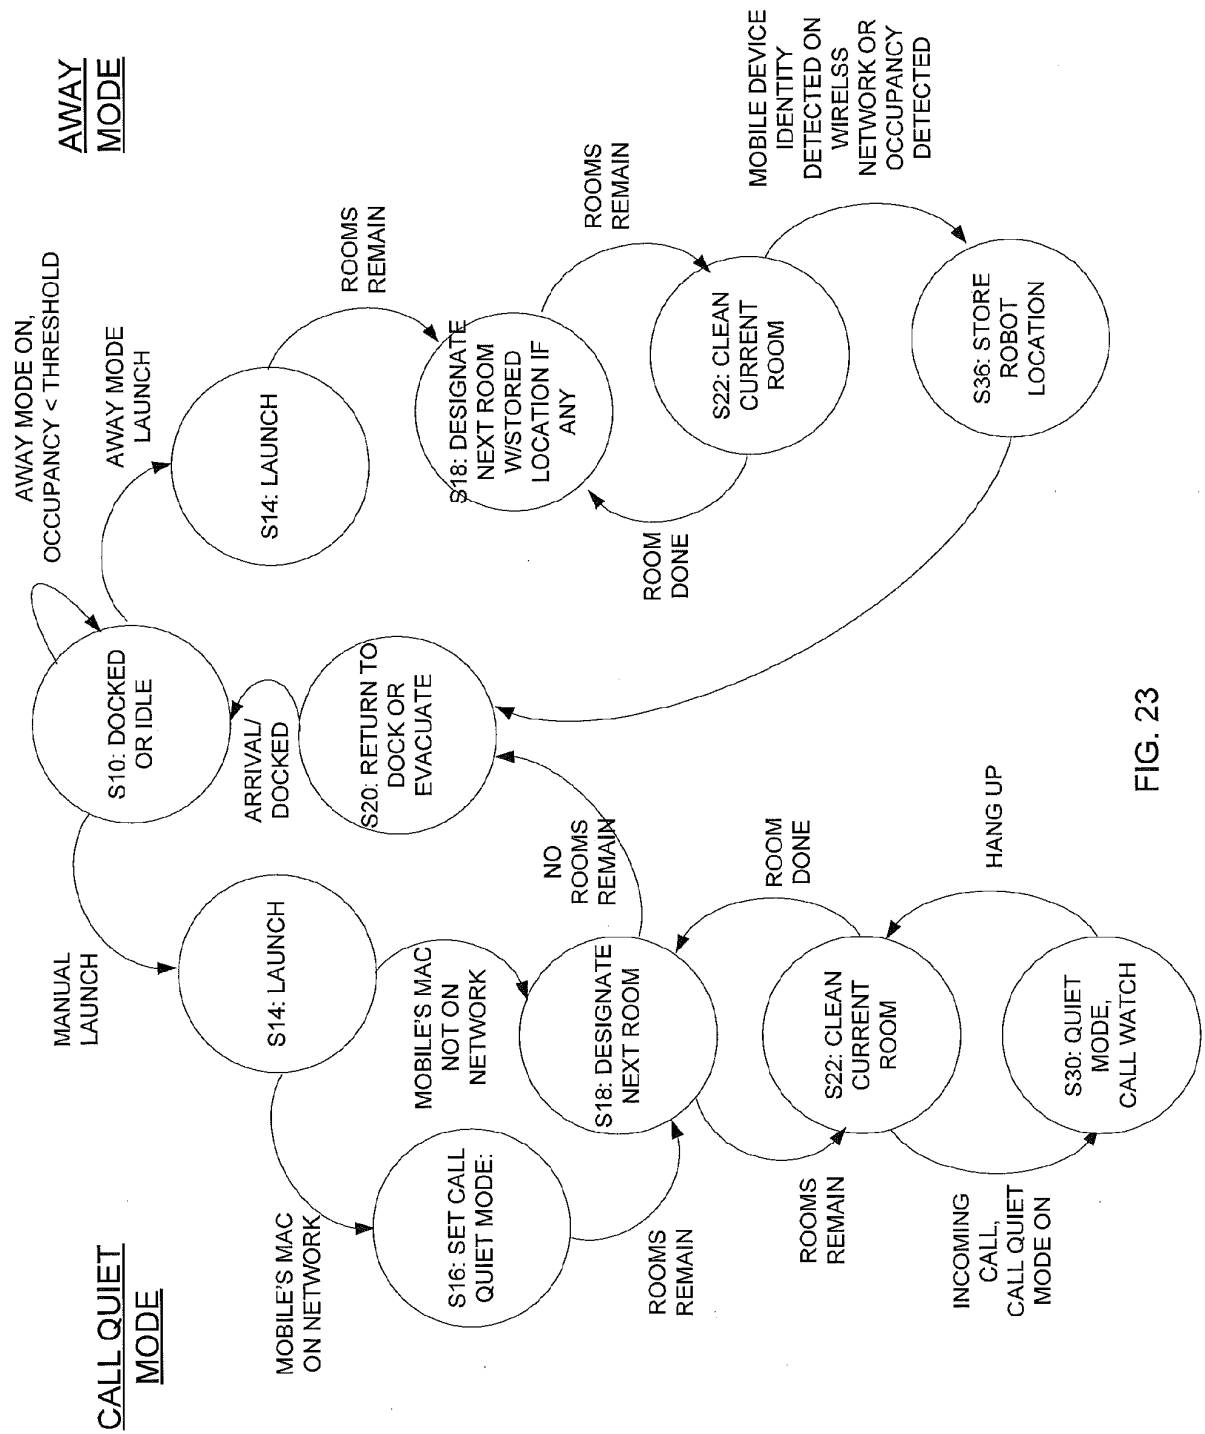 CALL QUIET
MODE
AWAY
MODE
AWAY MODE ON,
OCCUPANCY < THRESHOLD
MANUAL
LAUNCH
S10: DOCKED
OR IDLE
AWAY MODE
LAUNCH
S14: LAUNCH
ARRIVAL/
DOCKED
S14: LAUNCH
ROOMS
REMAIN
MOBILE'S MAC
ON NETWORK
MOBILE'S MAC
NOT ON
NETWORK
S20: RETURN TO
DOCK OR
EVACUATE
S18: DESIGNATE
NEXT ROOM
W/STORED
LOCATION IF
ANY
S16: SET CALL
QUIET MODE:
NO
ROOMS
REMAIN
ROOMS
REMAIN
ROOMS
REMAIN
S18: DESIGNATE
NEXT ROOM
ROOM
DONE
S22: CLEAN
CURRENT
ROOM
MOBILE DEVICE
IDENTITY
DETECTED ON
WIRELSS
NETWORK OR
OCCUPANCY
DETECTED
ROOMS
REMAIN
ROOM
DONE
S22: CLEAN
CURRENT
ROOM
S36: STORE
ROBOT
LOCATION
INCOMING
CALL,
CALL QUIET
MODE ON
HANG UP
S30: QUIET
MODE,
CALL WATCH
FIG. 23